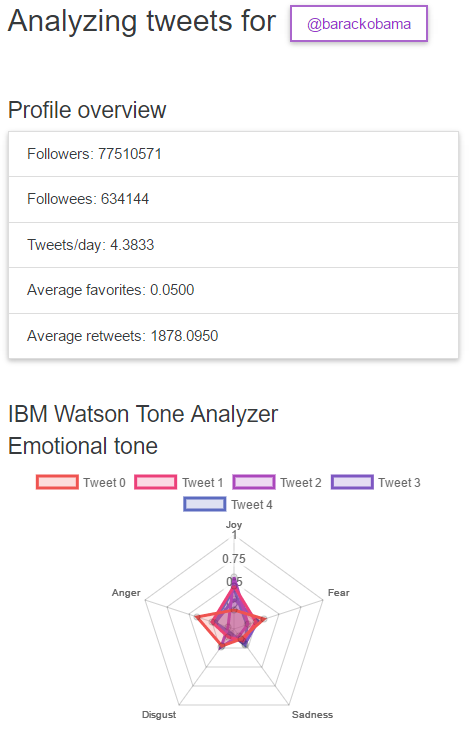 Analyzing tweets for @barackobama
Profile overview
Followers: 77510571
Followees: 634144
Tweets/day: 4.3833
Average favorites: 0.0500
Average retweets: 1878.0950
IBM Watson Tone Analyzer
Emotional tone
Tweet 0 Tweet 1 Tweet 2 Tweet 3
Tweet 4
Joy
1
0.75
0.5
Anger Fear
Disgust Sadness